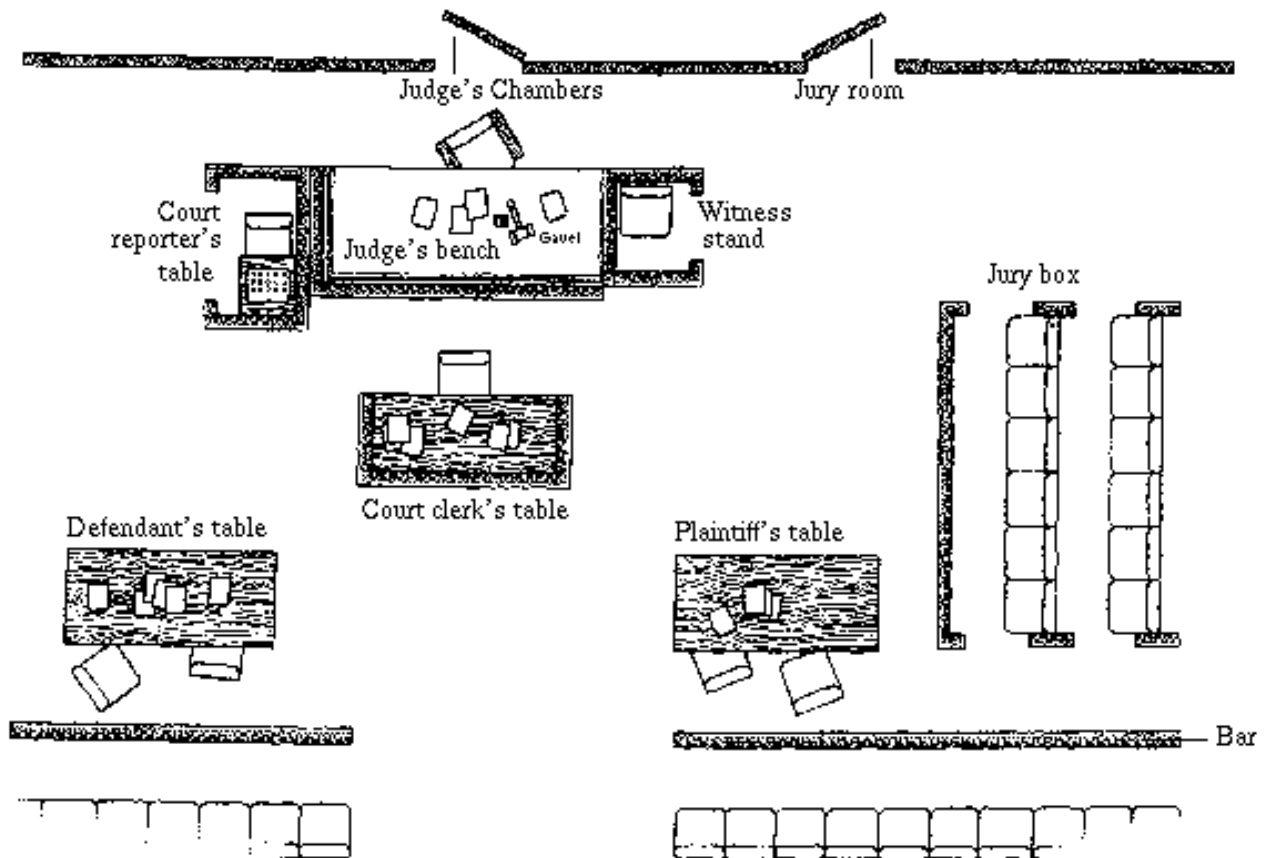 Judge's Chambers
Jury room
Court
reporter's
table
Judge's bench
Gavel
Witness
stand
Jury box
Court clerk's table
Defendant's table
Plaintiff's table
Bar